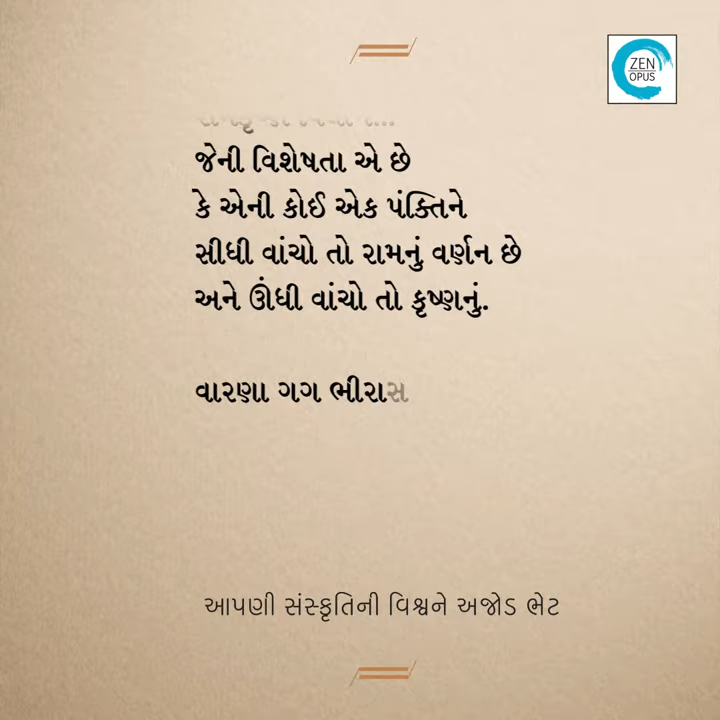 ZEN
OPUS
જેની વિશેષતા એ છે
કે એની કોઈ એક પંક્તિને
સીધી વાંચો તો રામનું વર્ણન છે
અને ઊંધી વાંચો તો કૃષ્ણનું.
વારણા ગગ ભીરાસ
આપણી સંસ્કૃતિની વિશ્વને અજોડ ભેટ